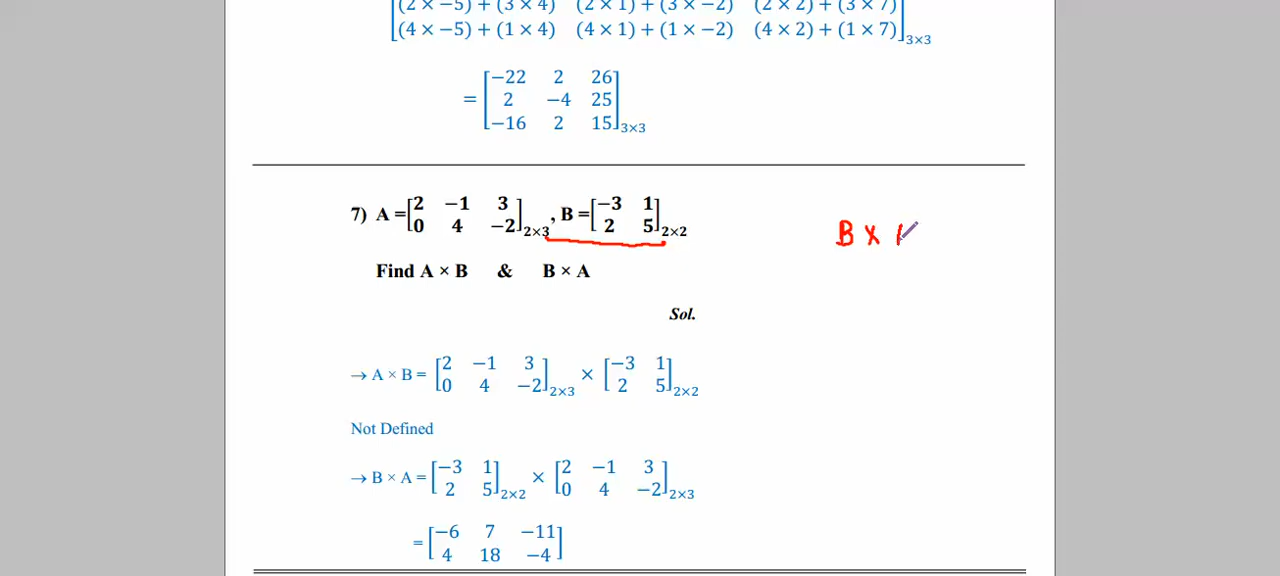 [(2 × −5) + (3 × 4) (2 × 1) + (3 × −2) (2 × 2) + (3 × 7)]
[(4 × −5) + (1 × 4) (4 × 1) + (1 × −2) (4 × 2) + (1 × 7)]3×3
= [−22 2 26]
[2 −4 25]
[−16 2 15]3×3
7) A =[2 −1 3] , B =[−3 1]
[0 4 −2]2×3 [2 5]2×2
B ×
Find A × B & B × A
Sol.
→ A × B = [2 −1 3] × [−3 1]
[0 4 −2]2×3 [2 5]2×2
Not Defined
→ B × A = [−3 1] × [2 −1 3]
[2 5]2×2 [0 4 −2]2×3
= [−6 7 −11]
[4 18 −4]